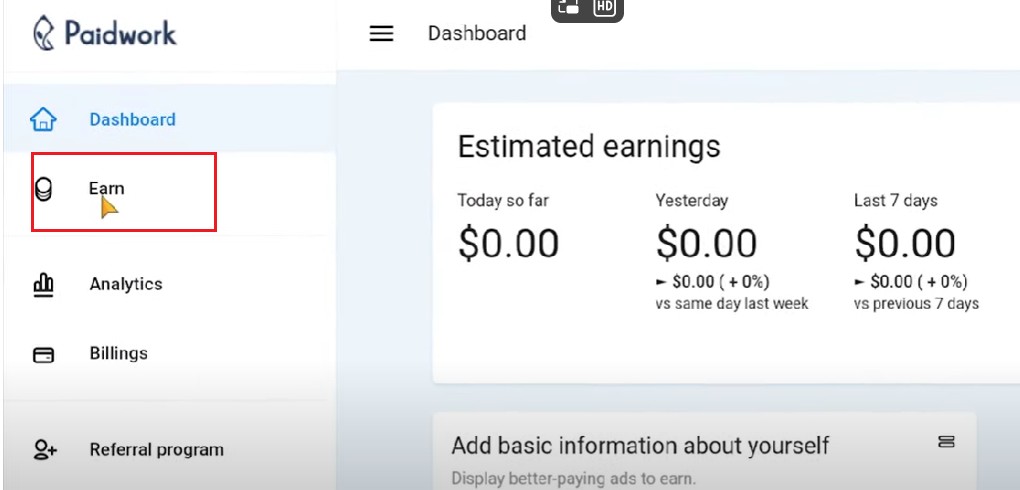 HD
Paidwork
Dashboard
Dashboard
Earn
Analytics
Billings
Referral program
Estimated earnings
Today so far
$0.00
Yesterday
$0.00
► $0.00 ( + 0%)
vs same day last week
Last 7 days
$0.00
► $0.00 ( + 0%)
vs previous 7 days
Add basic information about yourself
Display better-paying ads to earn.